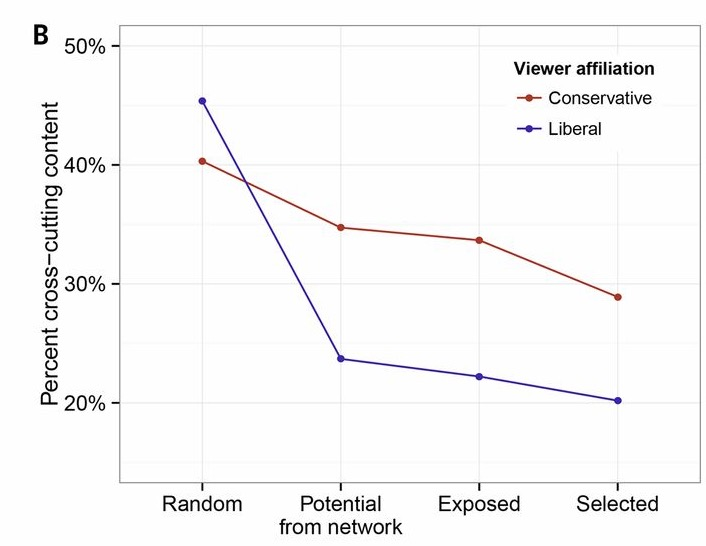 B
50%
40%
30%
20%
Percent cross−cutting content
Viewer affiliation
Conservative
Liberal
Random
Potential
from network
Exposed
Selected